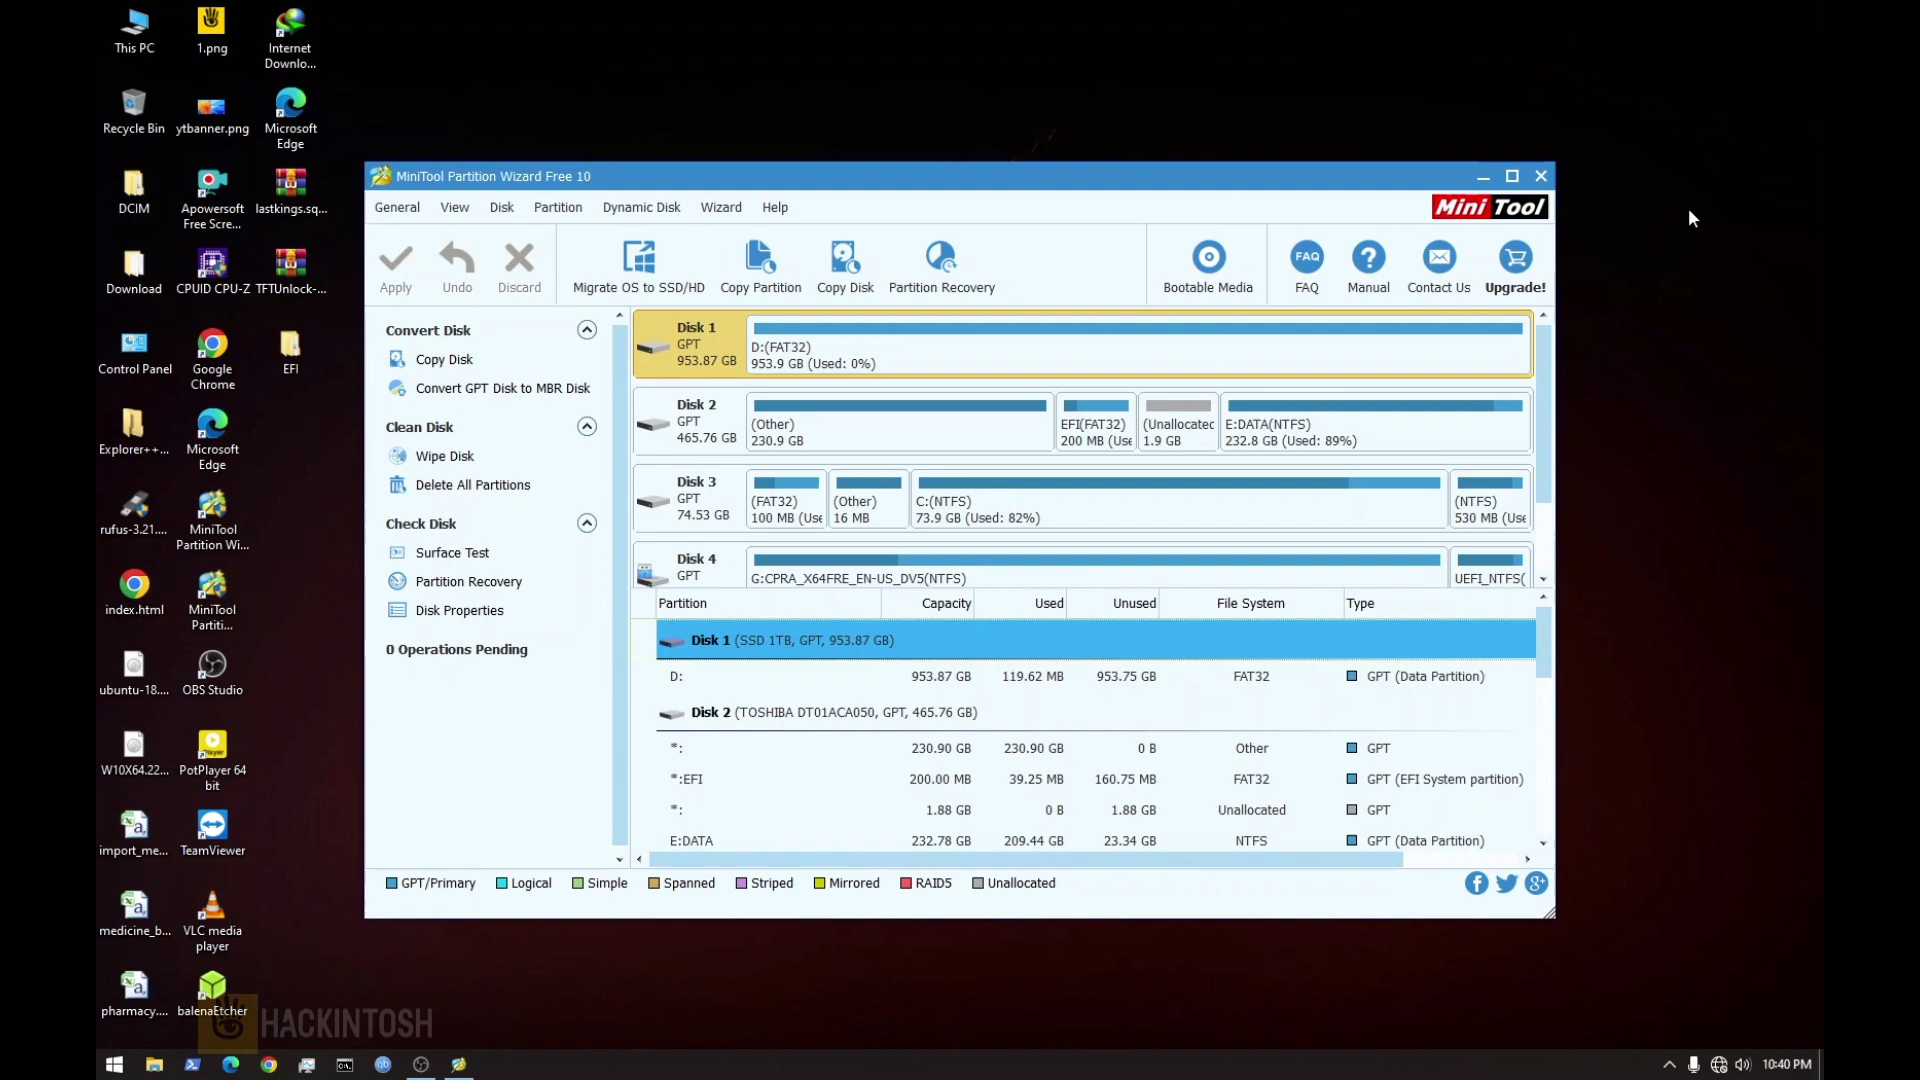 This PC
1.png
Internet
Downlo...
Recycle Bin
ytbanner.png
Microsoft
Edge
DCIM
Apowersoft
Free Scre...
lastkings.sq...
Download
CPUID CPU-Z
TFTUnlock-...
Control Panel
Google
Chrome
EFI
Explorer++...
Microsoft
Edge
rufus-3.21....
MiniTool
Partition Wi...
index.html
MiniTool
Partiti...
ubuntu-18....
OBS Studio
W10X64.22...
PotPlayer 64
bit
import_me...
TeamViewer
medicine_b...
VLC media
player
pharmacy....
balenaEtcher
HACKINTOSH
MiniTool Partition Wizard Free 10
General View Disk Partition Dynamic Disk Wizard Help
Mini Tool
Apply Undo Discard Migrate OS to SSD/HD Copy Partition Copy Disk Partition Recovery Bootable Media FAQ Manual Contact Us Upgrade!
FAQ
Convert Disk
Copy Disk
Convert GPT Disk to MBR Disk
Clean Disk
Wipe Disk
Delete All Partitions
Check Disk
Surface Test
Partition Recovery
Disk Properties
0 Operations Pending
Disk 1
GPT
953.87 GB
D:(FAT32)
953.9 GB (Used: 0%)
Disk 2
GPT
465.76 GB
(Other)
230.9 GB
EFI(FAT32)
200 MB (Use
(Unallocated
1.9 GB
E:DATA(NTFS)
232.8 GB (Used: 89%)
Disk 3
GPT
74.53 GB
(FAT32)
100 MB (Use
(Other)
16 MB
C:(NTFS)
73.9 GB (Used: 82%)
(NTFS)
530 MB (Use
Disk 4
GPT
G:CPRA_X64FRE_EN-US_DV5(NTFS)
UEFI_NTFS(
Partition Capacity Used Unused File System Type
Disk 1 (SSD 1TB, GPT, 953.87 GB)
D: 953.87 GB 119.62 MB 953.75 GB FAT32 GPT (Data Partition)
Disk 2 (TOSHIBA DT01ACA050, GPT, 465.76 GB)
*: 230.90 GB 230.90 GB 0 B Other GPT
*:EFI 200.00 MB 39.25 MB 160.75 MB FAT32 GPT (EFI System partition)
*: 1.88 GB 0 B 1.88 GB Unallocated GPT
E:DATA 232.78 GB 209.44 GB 23.34 GB NTFS GPT (Data Partition)
GPT/Primary Logical Simple Spanned Striped Mirrored RAID5 Unallocated
10:40 PM